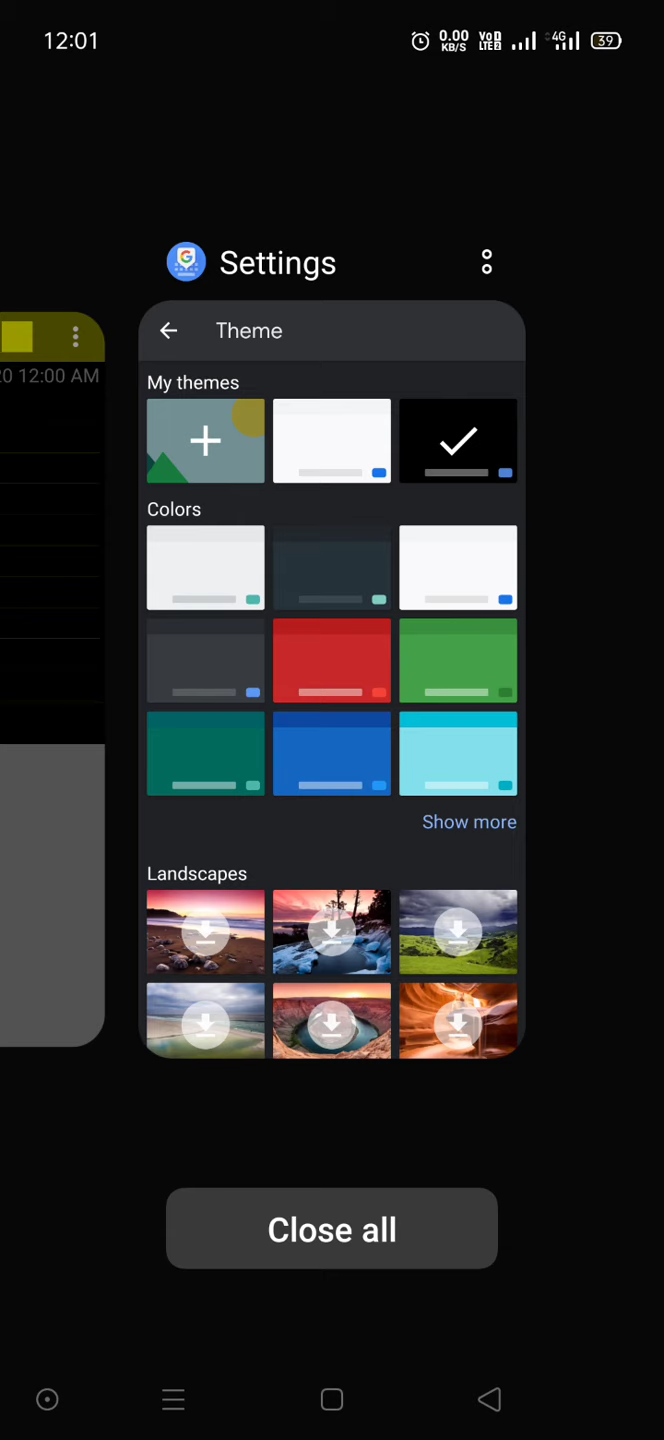 12:01
0.00
KB/S
VoD
LTE2
4G
39
Settings
20 12:00 AM
Theme
My themes
Colors
Show more
Landscapes
Close all